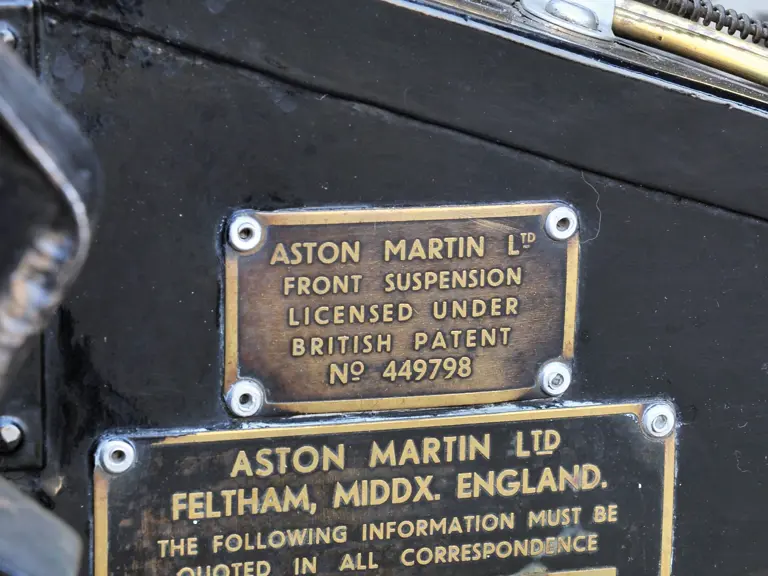 ASTON MARTIN LTD
FRONT SUSPENSION
LICENSED UNDER
BRITISH PATENT
No 449798
ASTON MARTIN LTD
FELTHAM, MIDDX. ENGLAND.
THE FOLLOWING INFORMATION MUST BE
QUOTED IN ALL CORRESPONDENCE